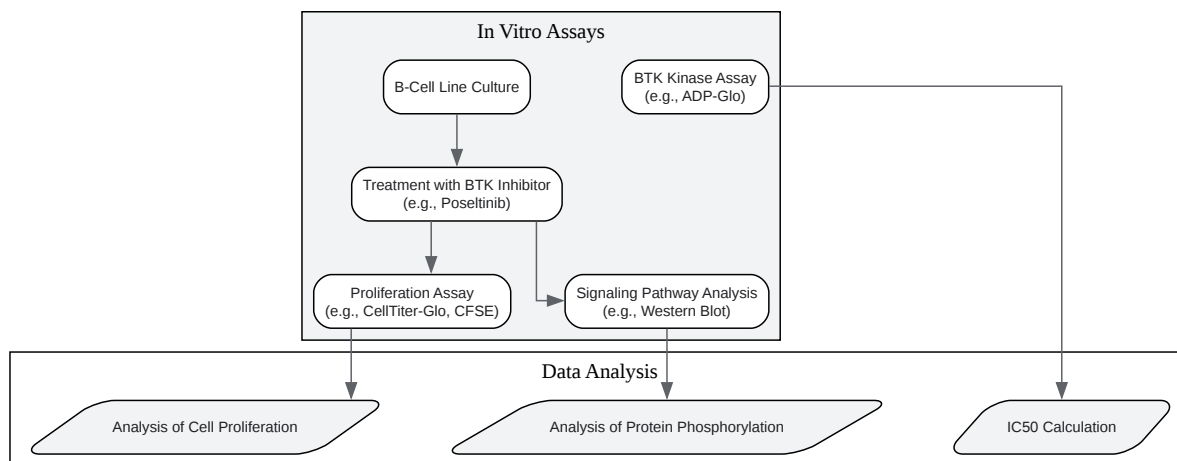 In Vitro Assays
B-Cell Line Culture
BTK Kinase Assay
(e.g., ADP-Glo)
Treatment with BTK Inhibitor
(e.g., Poseltinib)
Proliferation Assay
(e.g., CellTiter-Glo, CFSE)
Signaling Pathway Analysis
(e.g., Western Blot)
Data Analysis
Analysis of Cell Proliferation
Analysis of Protein Phosphorylation
IC50 Calculation